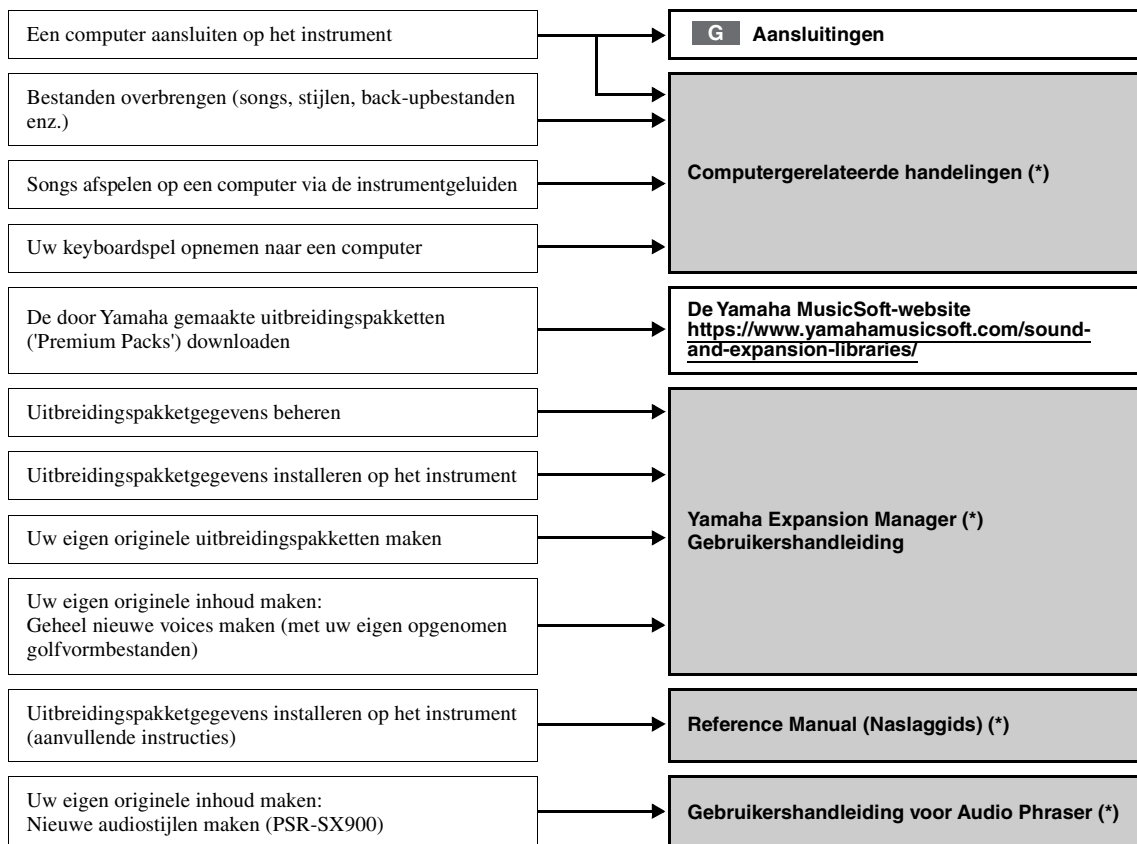 Een computer aansluiten op het instrument
G Aansluitingen
Bestanden overbrengen (songs, stijlen, back-upbestanden
enz.)
Songs afspelen op een computer via de instrumentgeluiden
Uw keyboardspel opnemen naar een computer
Computergerelateerde handelingen (*)
De door Yamaha gemaakte uitbreidingspakketten
('Premium Packs') downloaden
De Yamaha MusicSoft-website
https://www.yamahamusicsoft.com/sound-
and-expansion-libraries/
Uitbreidingspakketgegevens beheren
Uitbreidingspakketgegevens installeren op het instrument
Uw eigen originele uitbreidingspakketten maken
Uw eigen originele inhoud maken:
Geheel nieuwe voices maken (met uw eigen opgenomen
golfvormbestanden)
Yamaha Expansion Manager (*)
Gebruikershandleiding
Uitbreidingspakketgegevens installeren op het instrument
(aanvullende instructies)
Reference Manual (Naslaggids) (*)
Uw eigen originele inhoud maken:
Nieuwe audiostijlen maken (PSR-SX900)
Gebruikershandleiding voor Audio Phraser (*)